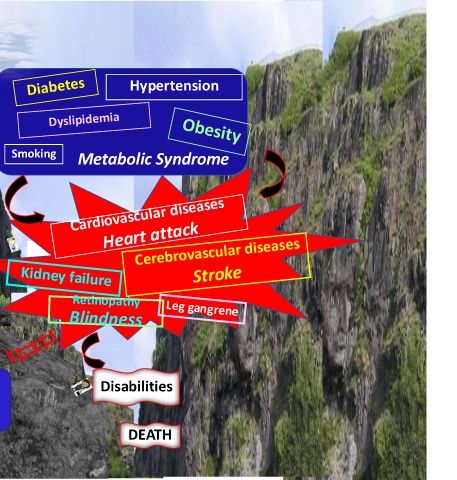 Diabetes
Hypertension
Dyslipidemia
Obesity
Smoking
Metabolic Syndrome
Cardiovascular diseases
Heart attack
Cerebrovascular diseases
Stroke
Kidney failure
Retinopathy
Blindness
Leg gangrene
Disabilities
DEATH